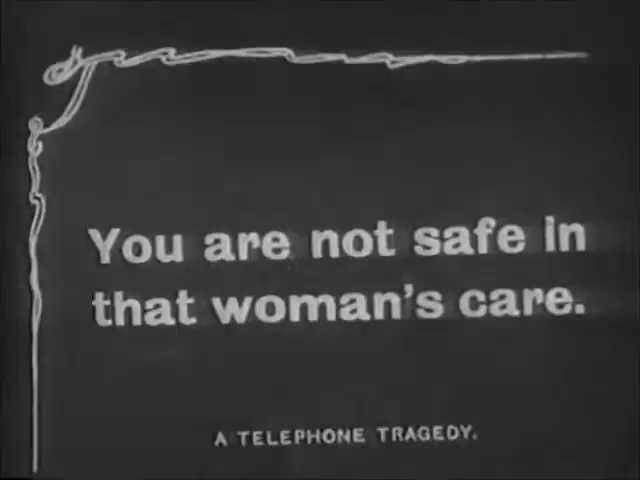 You are not safe in
that woman's care.
A TELEPHONE TRAGEDY.